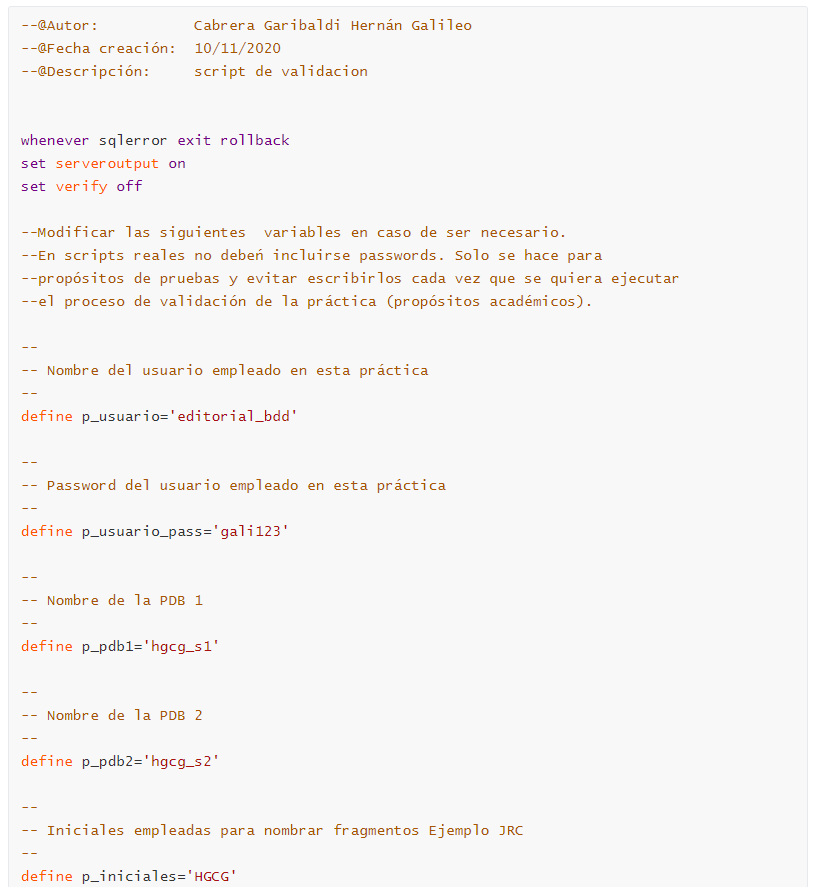 --@Autor:           Cabrera Garibaldi Hernán Galileo
--@Fecha creación:  10/11/2020
--@Descripción:     script de validacion
whenever sqlerror exit rollback
set serveroutput on
set verify off
--Modificar las siguientes  variables en caso de ser necesario.
--En scripts reales no debeń incluirse passwords. Solo se hace para
--propósitos de pruebas y evitar escribirlos cada vez que se quiera ejecutar
--el proceso de validación de la práctica (propósitos académicos).
--
-- Nombre del usuario empleado en esta práctica
--
define p_usuario='editorial_bdd'
--
-- Password del usuario empleado en esta práctica
--
define p_usuario_pass='gali123'
--
-- Nombre de la PDB 1
--
define p_pdb1='hgcg_s1'
--
-- Nombre de la PDB 2
--
define p_pdb2='hgcg_s2'
--
-- Iniciales empleadas para nombrar fragmentos Ejemplo JRC
--
define p_iniciales='HGCG'